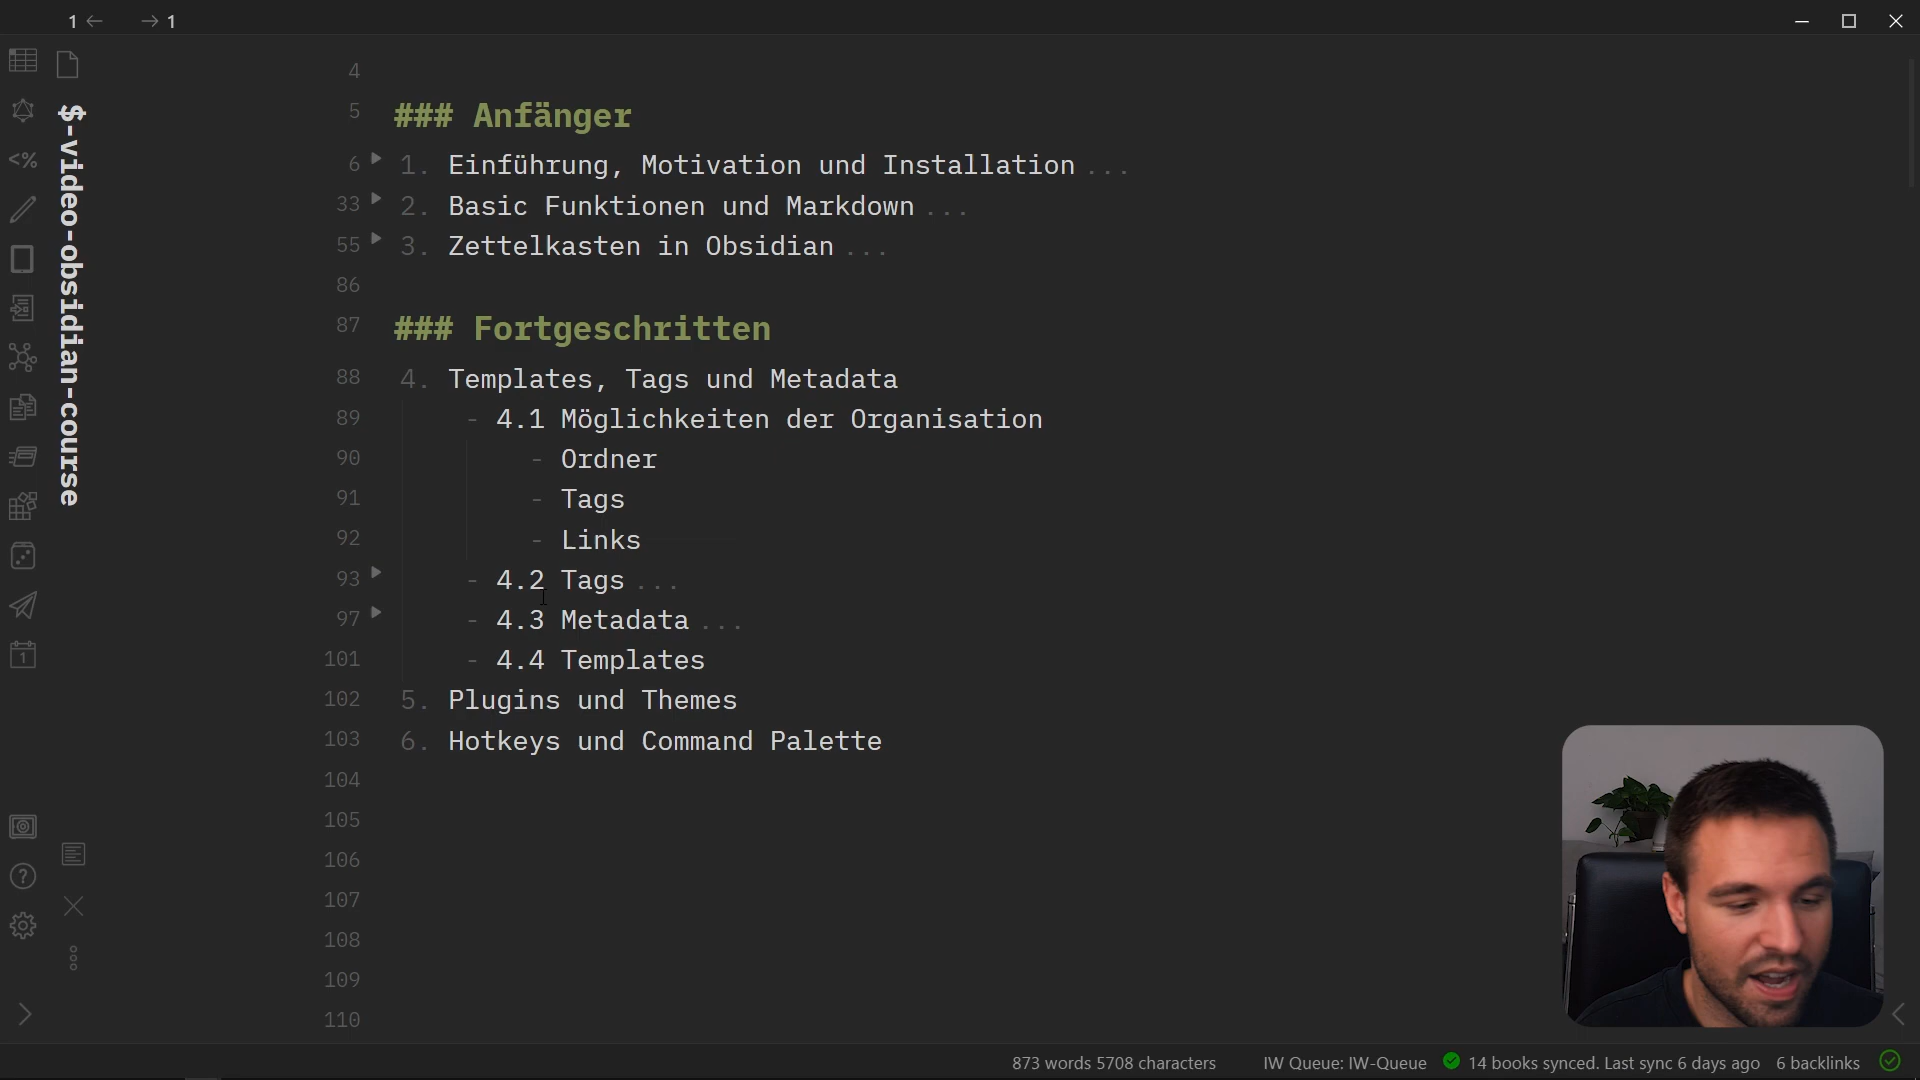 1 ← → 1
$-video-obsidian-course
4
5 ### Anfänger
6 1. Einführung, Motivation und Installation ...
33 2. Basic Funktionen und Markdown ...
55 3. Zettelkasten in Obsidian ...
86
87 ### Fortgeschritten
88 4. Templates, Tags und Metadata
89 - 4.1 Möglichkeiten der Organisation
90 - Ordner
91 - Tags
92 - Links
93 - 4.2 Tags ...
97 - 4.3 Metadata ...
101 - 4.4 Templates
102 5. Plugins und Themes
103 6. Hotkeys und Command Palette
104
105
106
107
108
109
110
873 words 5708 characters IW Queue: IW-Queue 14 books synced. Last sync 6 days ago 6 backlinks